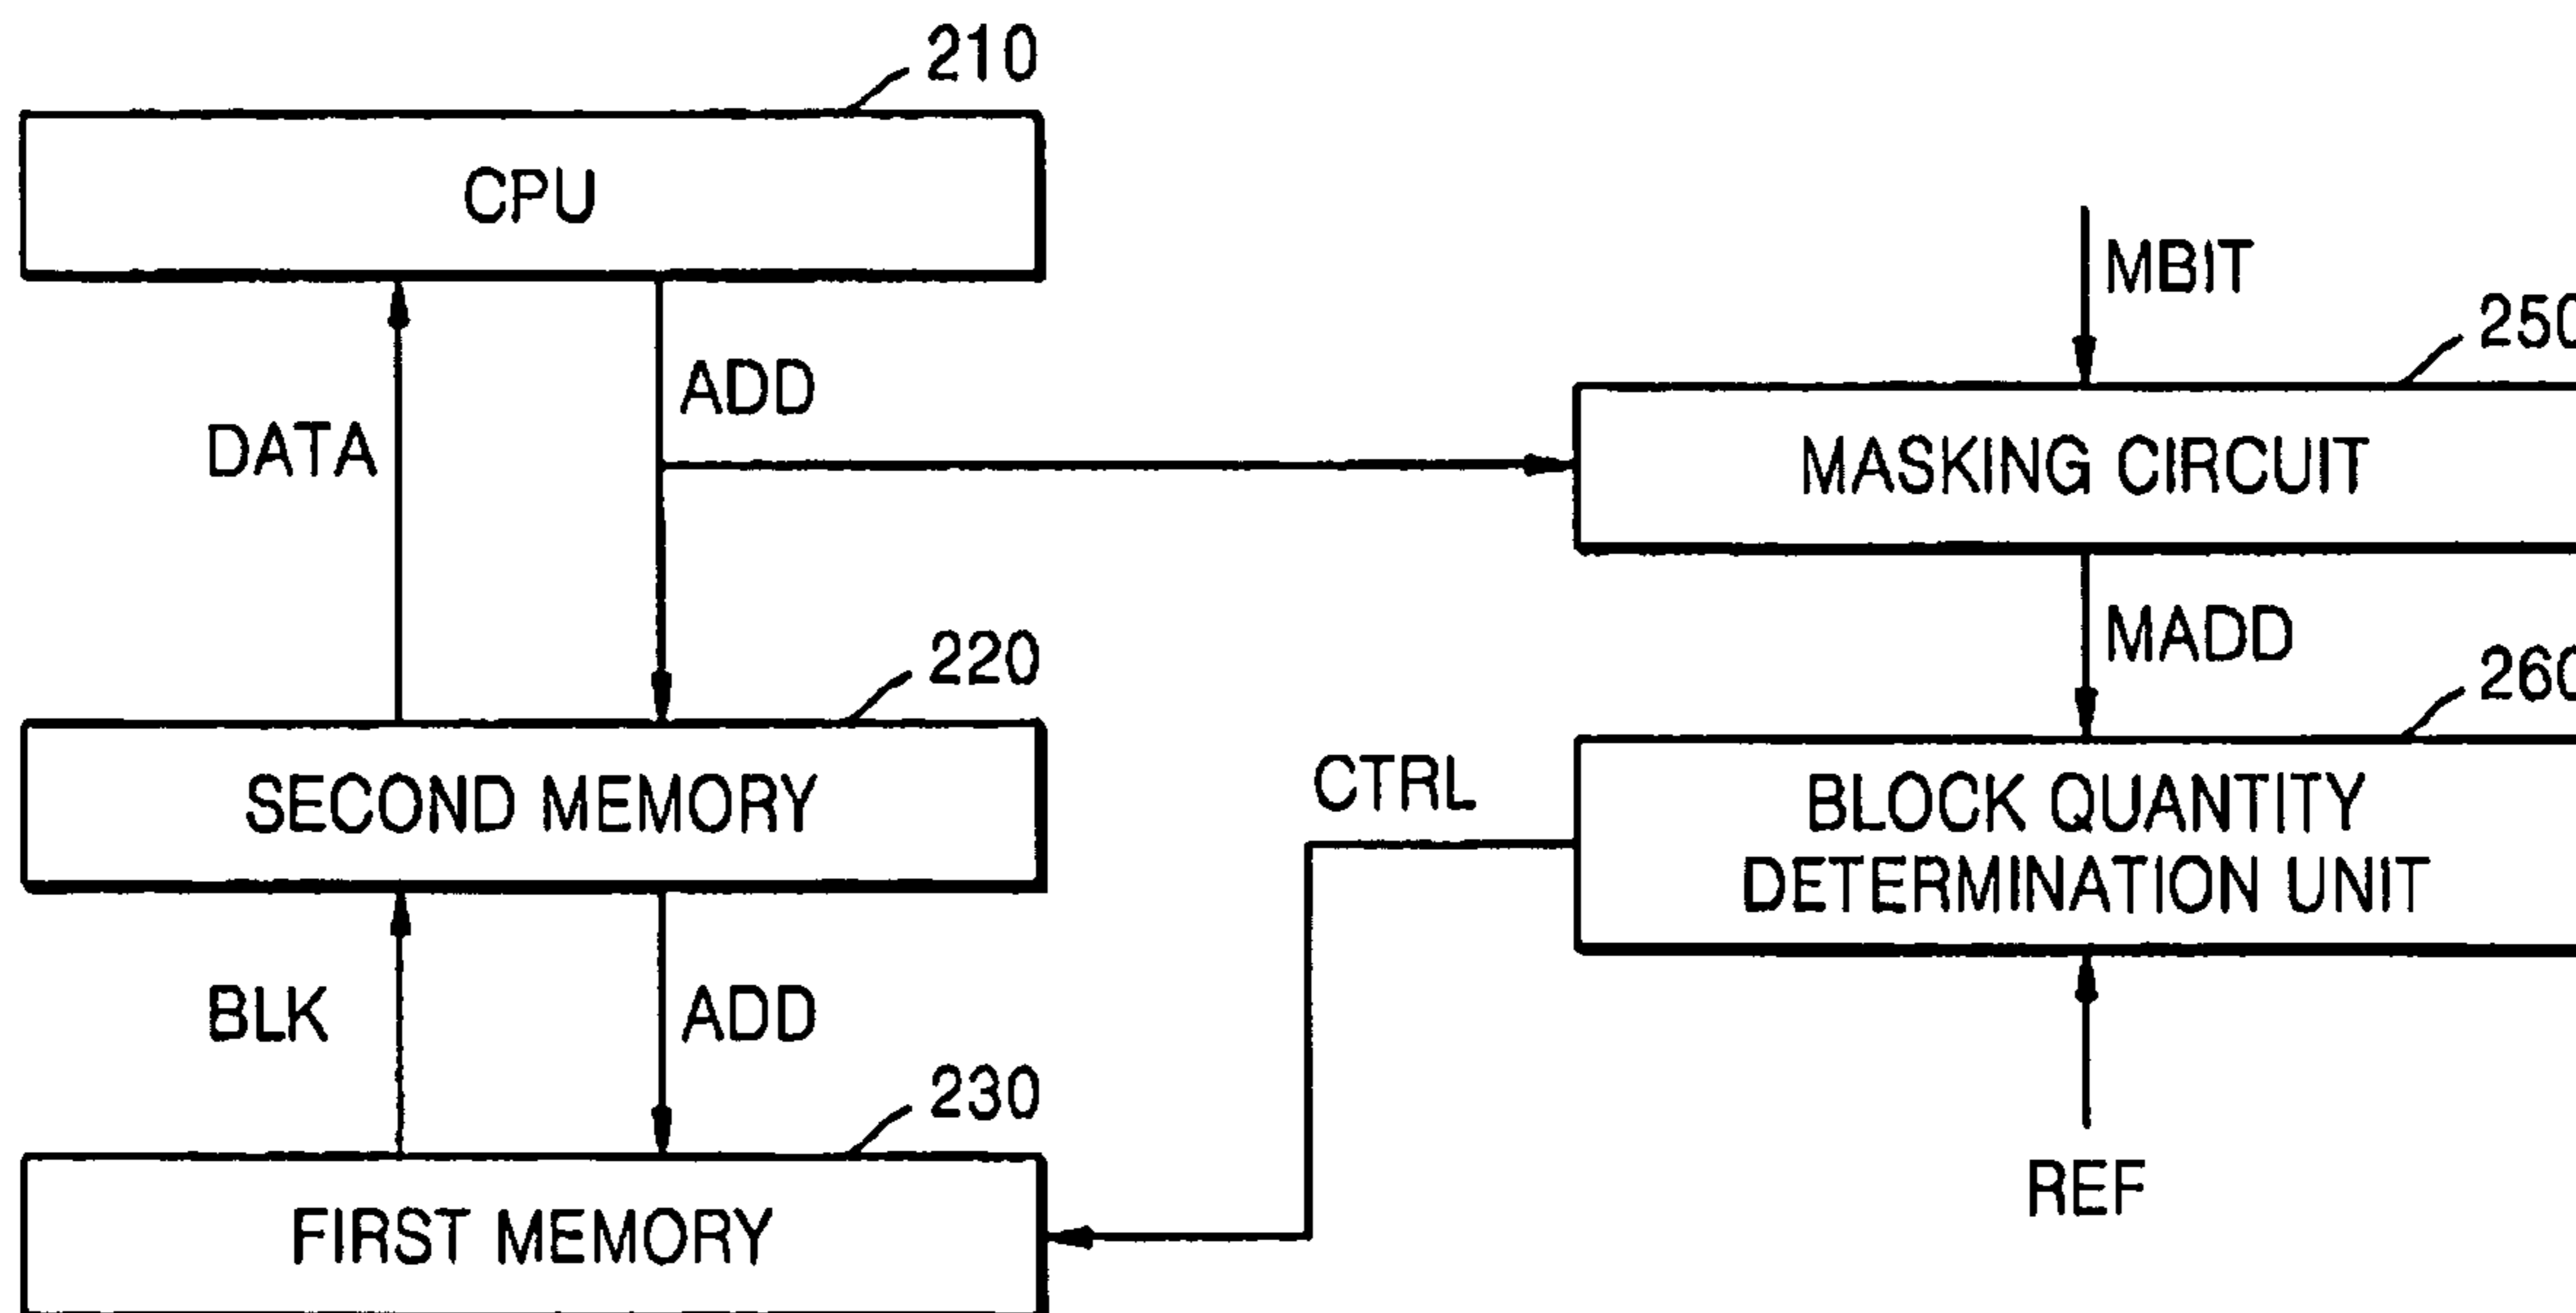 210
CPU
MBIT
250
ADD
DATA
MASKING CIRCUIT
MADD
220
260
CTRL
SECOND MEMORY
BLOCK QUANTITY
DETERMINATION UNIT
BLK
ADD
230
REF
FIRST MEMORY